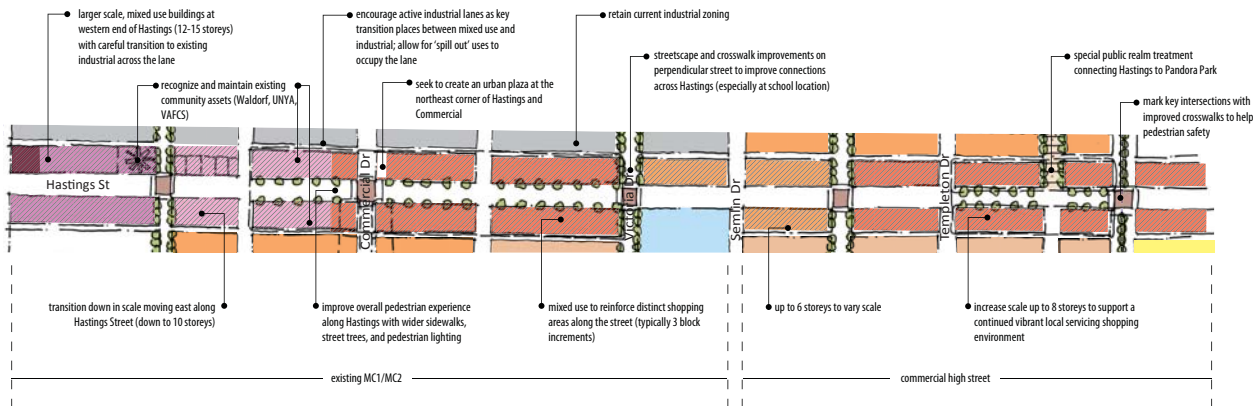 larger scale, mixed use buildings at
western end of Hastings (12-15 storeys)
with careful transition to existing
industrial across the lane
recognize and maintain existing
community assets (Waldorf, UNYA,
VAFCS)
encourage active industrial lanes as key
transition places between mixed use and
industrial; allow for ‘spill out’ uses to
occupy the lane
seek to create an urban plaza at the
northeast corner of Hastings and
Commercial
retain current industrial zoning
streetscape and crosswalk improvements on
perpendicular street to improve connections
across Hastings (especially at school location)
special public realm treatment
connecting Hastings to Pandora Park
mark key intersections with
improved crosswalks to help
pedestrian safety
Hastings St
Commercial Dr
Victoria Dr
Semlin Dr
Templeton Dr
transition down in scale moving east along
Hastings Street (down to 10 storeys)
improve overall pedestrian experience
along Hastings with wider sidewalks,
street trees, and pedestrian lighting
mixed use to reinforce distinct shopping
areas along the street (typically 3 block
increments)
up to 6 storeys to vary scale
increase scale up to 8 storeys to support a
continued vibrant local servicing shopping
environment
existing MC1/MC2
commercial high street